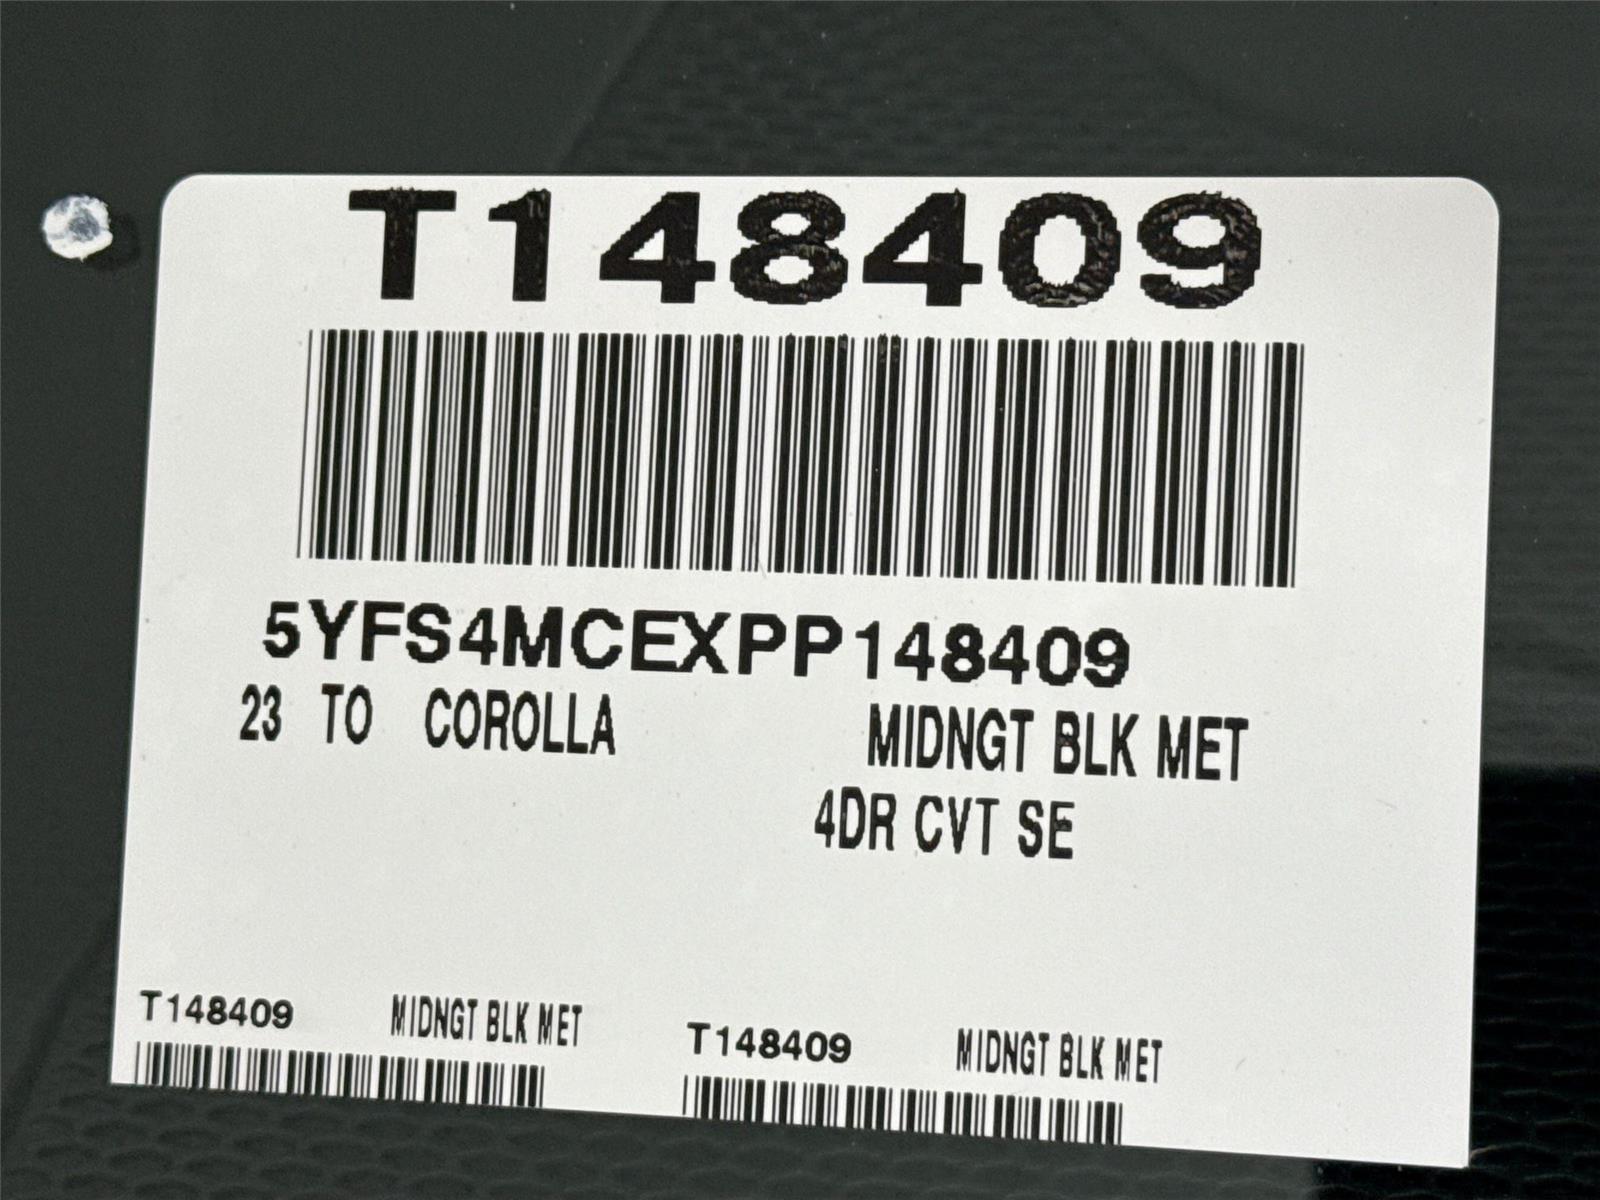 T148409
5YFS4MCEXPP148409
23 TO COROLLA MIDNGT BLK MET
4DR CVT SE
T148409 MIDNGT BLK MET T148409 MIDNGT BLK MET